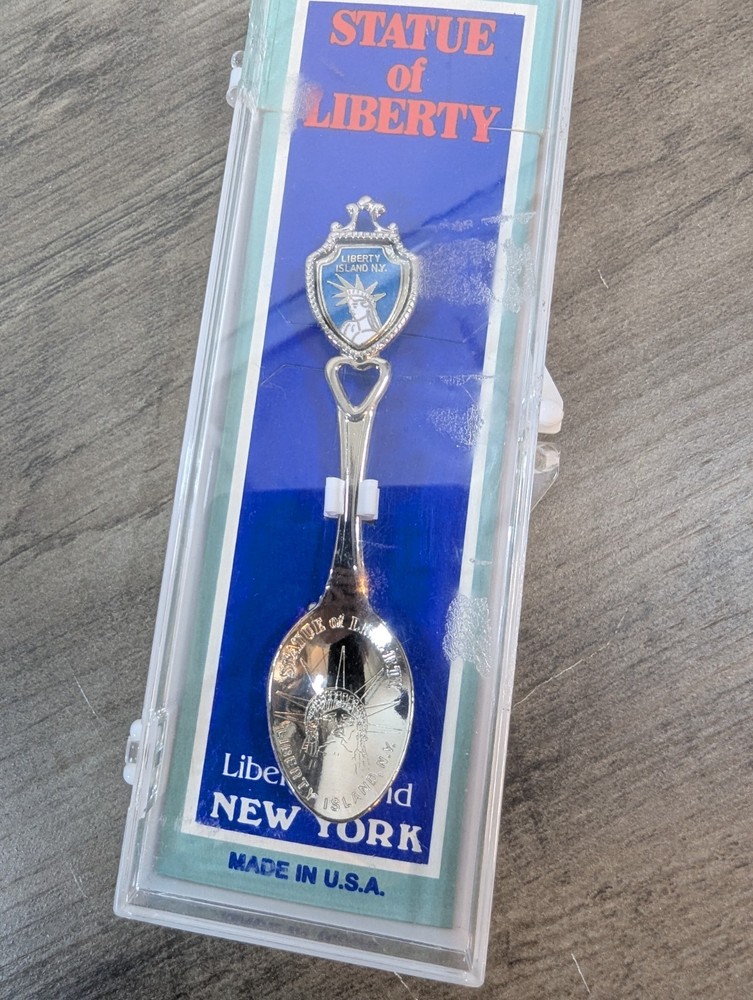 STATUE
of
LIBERTY
LIBERTY
ISLAND N.Y.
STATUE of LIBERTY
LIBERTY ISLAND, N.Y.
NEW YORK
MADE IN U.S.A.